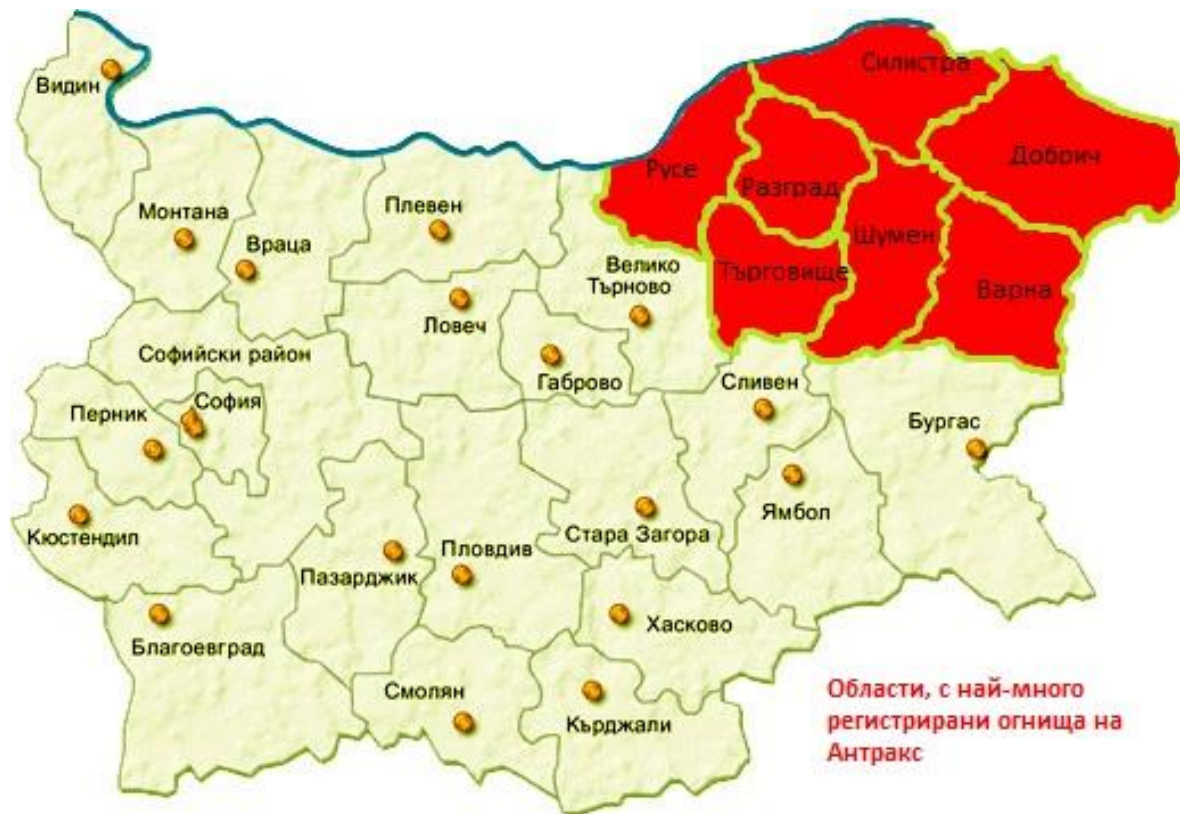 Видин
Силистра
Добрич
Русе
Разград
Монтана
Плевен
Враца
Шумен
Велико
Търново
Търговище
Варна
Ловеч
Софийски район
Габрово
Сливен
Перник
София
Бургас
Ямбол
Кюстендил
Стара Загора
Пловдив
Пазарджик
Хасково
Благоевград
Смолян
Кърджали
Области, с най-много
регистрирани огнища на
Антракс